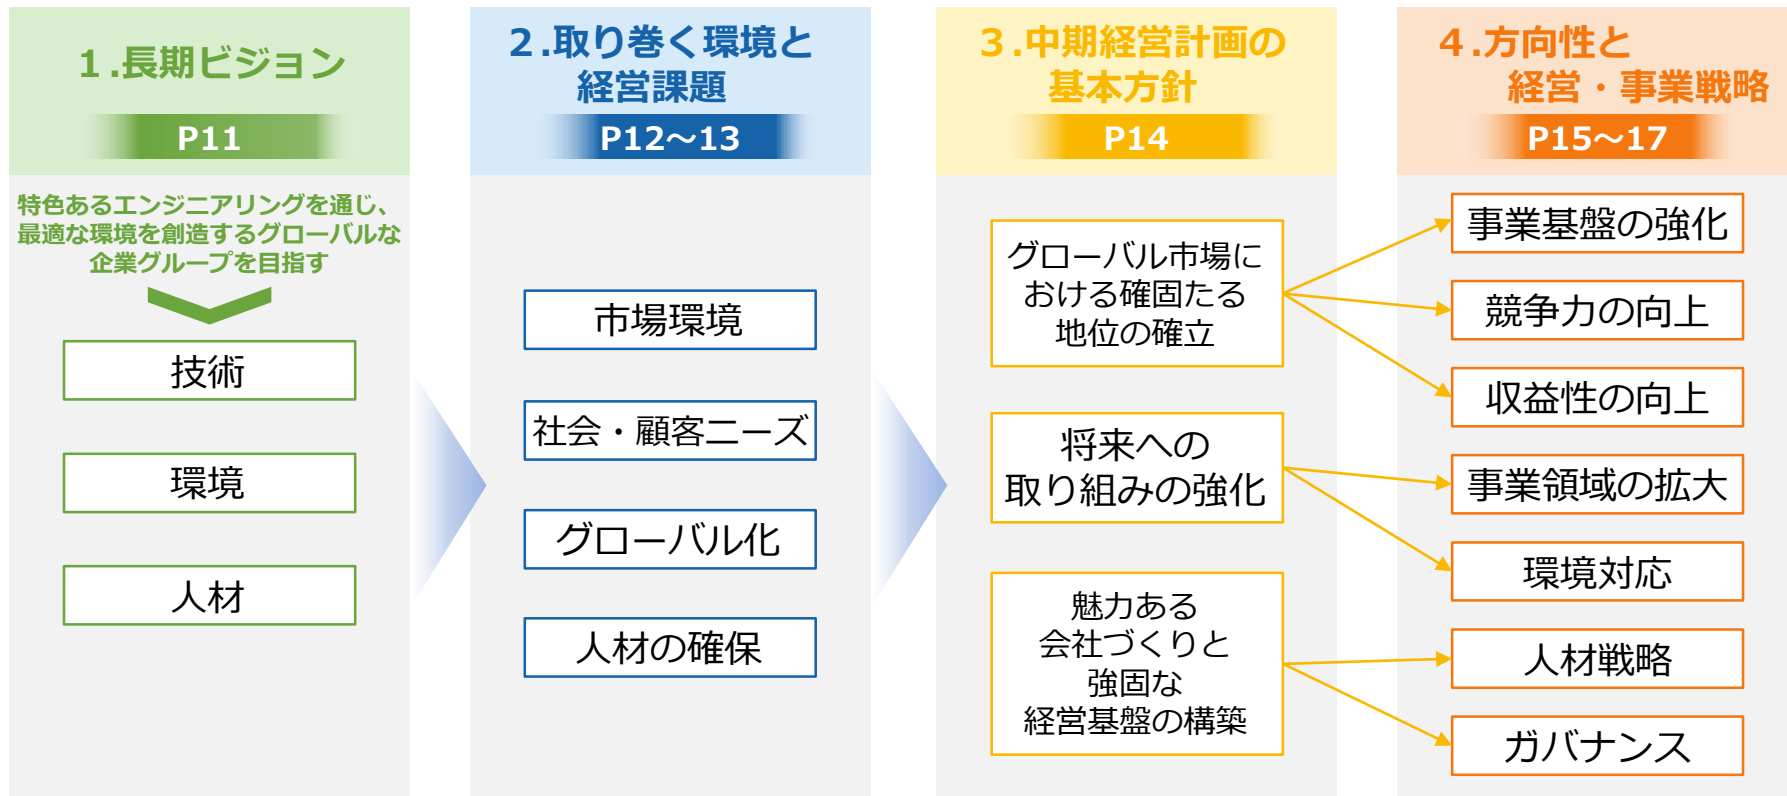 １.長期ビジョン
P11
特色あるエンジニアリングを通じ、
最適な環境を創造するグローバルな
企業グループを目指す
技術
環境
人材
２.取り巻く環境と
経営課題
P12～13
市場環境
社会・顧客ニーズ
グローバル化
人材の確保
３.中期経営計画の
基本方針
P14
グローバル市場に
おける確固たる
地位の確立
将来への
取り組みの強化
魅力ある
会社づくりと
強固な
経営基盤の構築
４.方向性と
経営・事業戦略
P15～17
事業基盤の強化
競争力の向上
収益性の向上
事業領域の拡大
環境対応
人材戦略
ガバナンス